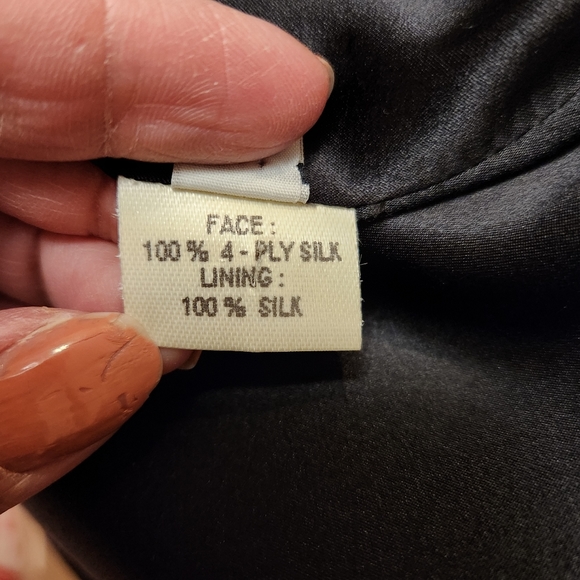 FACE :
100 % 4 - PLY SILK
LINING :
100 % SILK